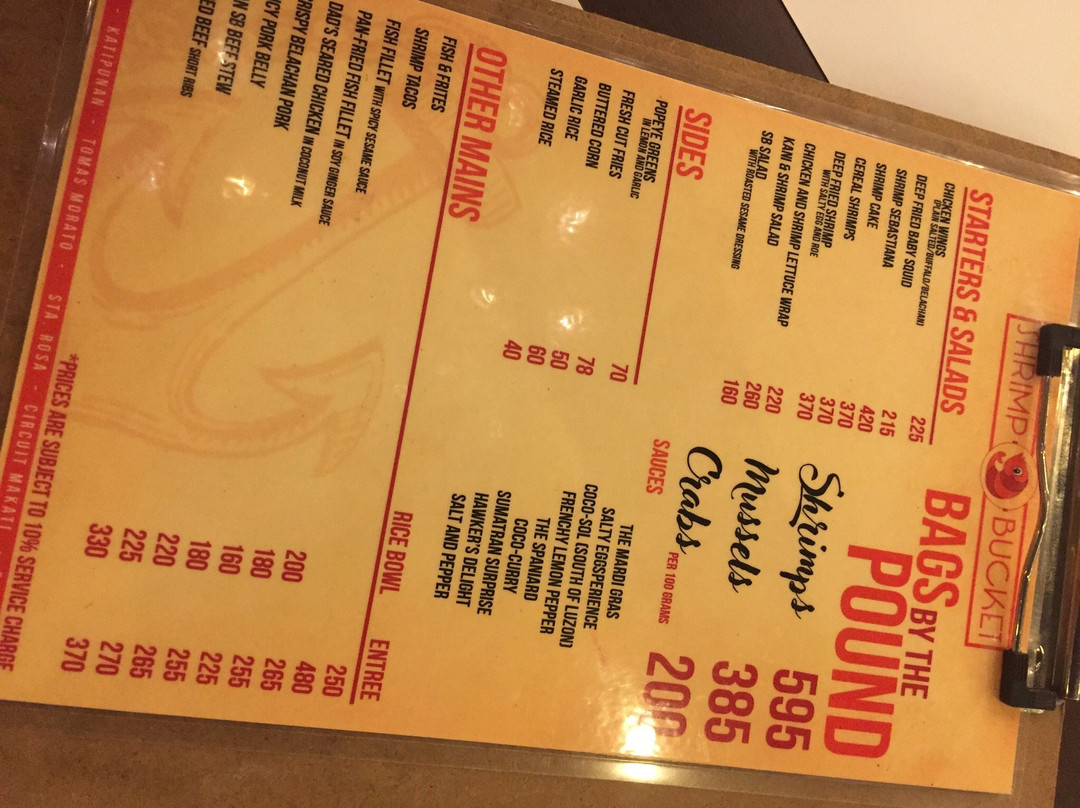 SHRIMP BUCKET
STARTERS & SALADS
CHICKEN WINGS 225
(PLAIN SALTED/BUFFALO/BELACHAN)
DEEP FRIED BABY SQUID 215
SHRIMP SEBASTIANA 420
SHRIMP CAKE 370
CEREAL SHRIMPS 370
DEEP FRIED SHRIMP 370
WITH SALTY EGG AND ROE
CHICKEN AND SHRIMP LETTUCE WRAP 220
KANI & SHRIMP SALAD 260
SB SALAD 160
WITH ROASTED SESAME DRESSING
SIDES
POPEYE GREENS 70
IN LEMON AND GARLIC
FRESH CUT FRIES 78
BUTTERED CORN 50
GARLIC RICE 60
STEAMED RICE 40
BAGS BY THE
POUND
Shrimps 595
Mussels 385
Crabs PER 100 GRAMS 200
SAUCES
THE MARDI GRAS
SALTY EGGSPERIENCE
COCO-SOL (SOUTH OF LUZON)
FRENCHY LEMON PEPPER
THE SPANIARD
COCO-CURRY
SUMATRAN SURPRISE
HAWKER'S DELIGHT
SALT AND PEPPER
OTHER MAINS RICE BOWL ENTREE
FISH & FRITES 250
SHRIMP TACOS 480
FISH FILLET WITH SPICY SESAME SAUCE 200 265
PAN-FRIED FISH FILLET IN SOY GINGER SAUCE 180 255
DAD'S SEARED CHICKEN IN COCONUT MILK 160 225
RISPY BELACHAN PORK 180 255
CY PORK BELLY 220 265
N SB BEEF STEW 225 270
ED BEEF SHORT RIBS 330 370
*PRICES ARE SUBJECT TO 10% SERVICE CHARGE
· KATIPUNAN · TOMAS MORATO · STA. ROSA · CIRCUIT MAKATI ·